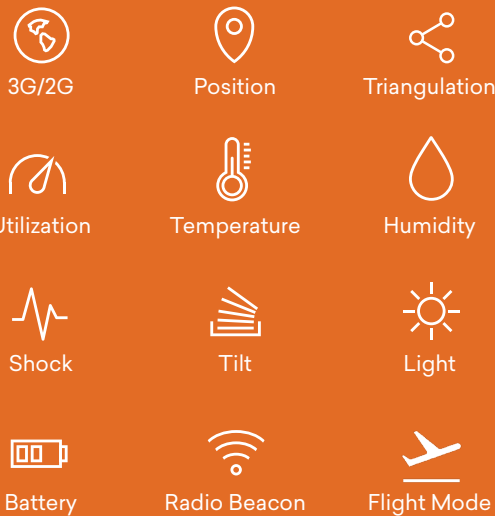 3G/2G Position Triangulation
Utilization Temperature Humidity
Shock Tilt Light
Battery Radio Beacon Flight Mode